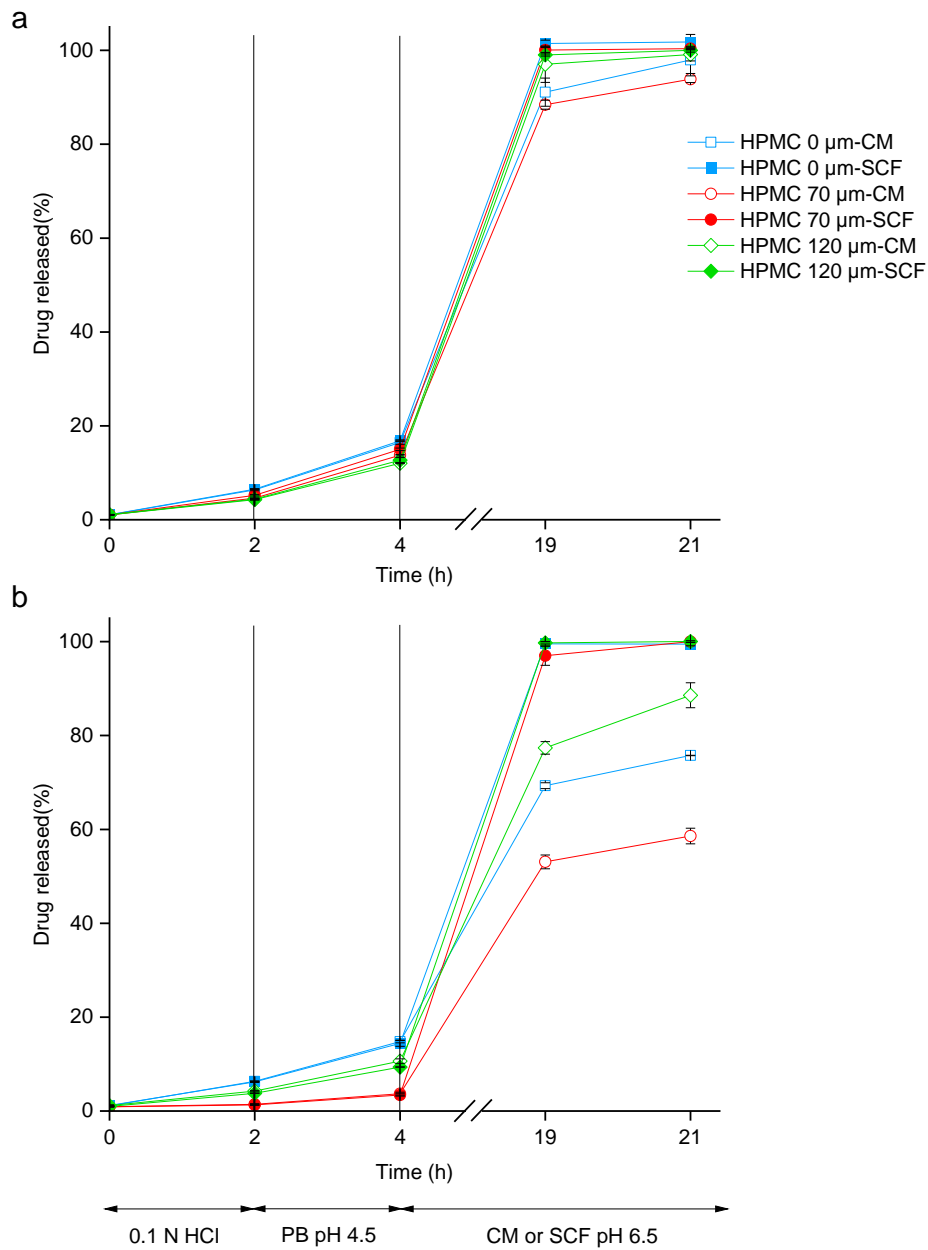 a
100
80
60
40
20
0
Drug released(%)
0
2
4
19
21
Time (h)
HPMC 0 µm-CM
HPMC 0 µm-SCF
HPMC 70 µm-CM
HPMC 70 µm-SCF
HPMC 120 µm-CM
HPMC 120 µm-SCF
b
100
80
60
40
20
0
Drug released(%)
0
2
4
19
21
Time (h)
0.1 N HCl
PB pH 4.5
CM or SCF pH 6.5